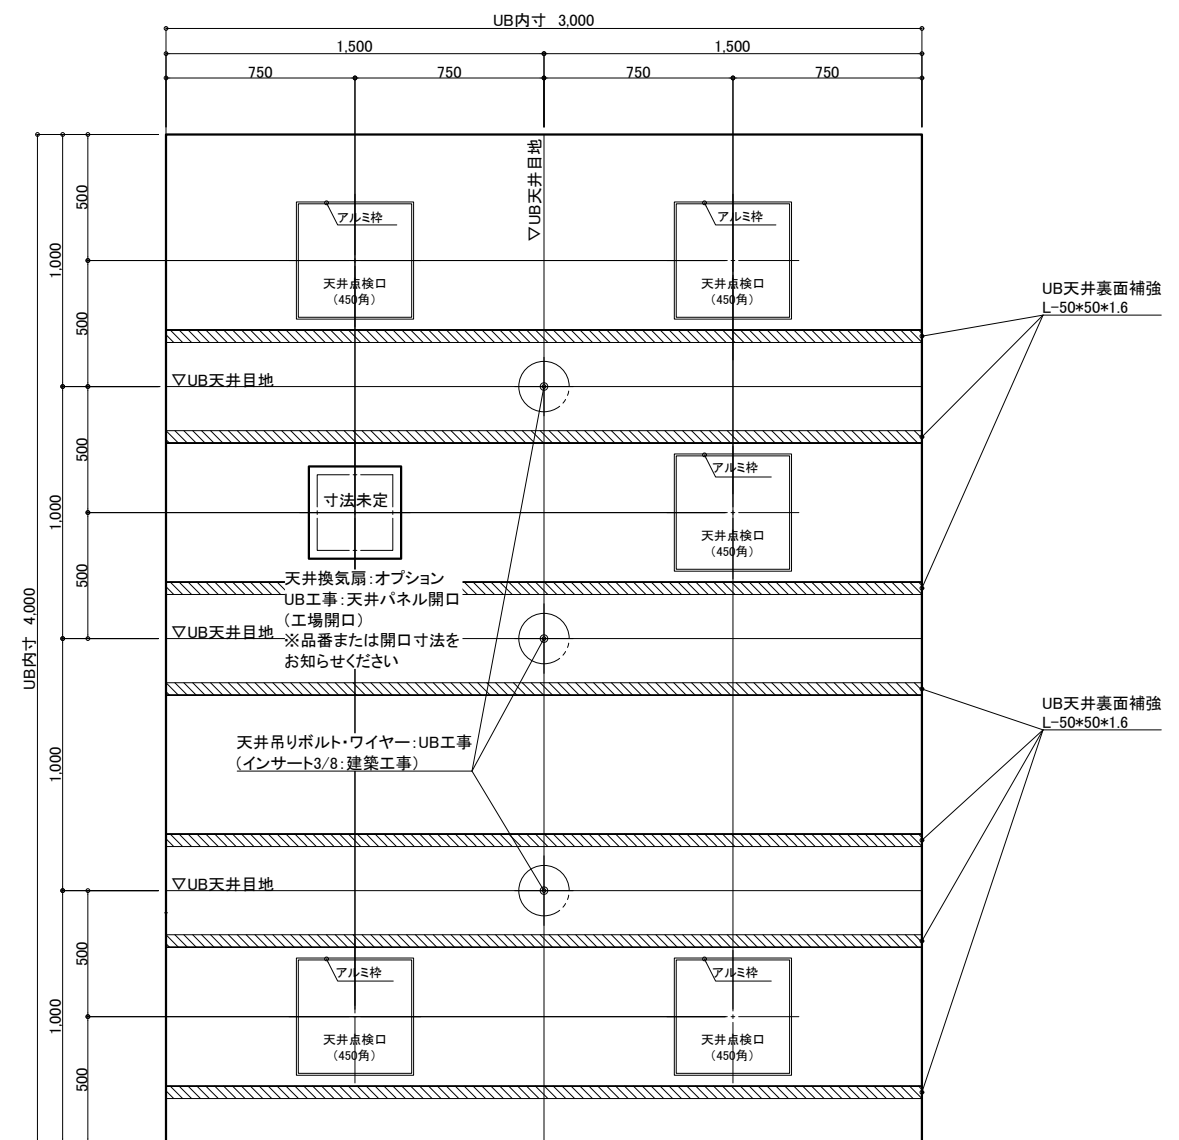 UB内寸 3,000
1,500
1,500
750
750
750
750
▽UB天井目地
500
1,000
500
アルミ枠
天井点検口
(450角)
アルミ枠
天井点検口
(450角)
UB天井裏面補強
L-50*50*1.6
▽UB天井目地
500
1,000
500
寸法未定
アルミ枠
天井点検口
(450角)
天井換気扇:オプション
UB工事:天井パネル開口
(工場開口)
※品番または開口寸法を
お知らせください
UB内寸 4,000
▽UB天井目地
UB天井裏面補強
L-50*50*1.6
天井吊りボルト・ワイヤー:UB工事
(インサート3/8:建築工事)
1,000
▽UB天井目地
500
1,000
500
アルミ枠
天井点検口
(450角)
アルミ枠
天井点検口
(450角)